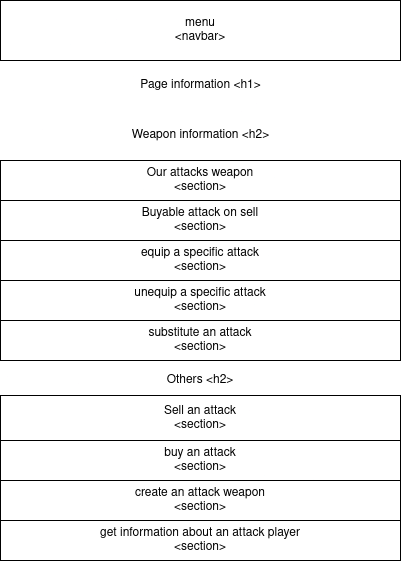 menu
<navbar>
Page information <h1>
Weapon information <h2>
Our attacks weapon
<section>
Buyable attack on sell
<section>
equip a specific attack
<section>
unequip a specific attack
<section>
substitute an attack
<section>
Others <h2>
Sell an attack
<section>
buy an attack
<section>
create an attack weapon
<section>
get information about an attack player
<section>